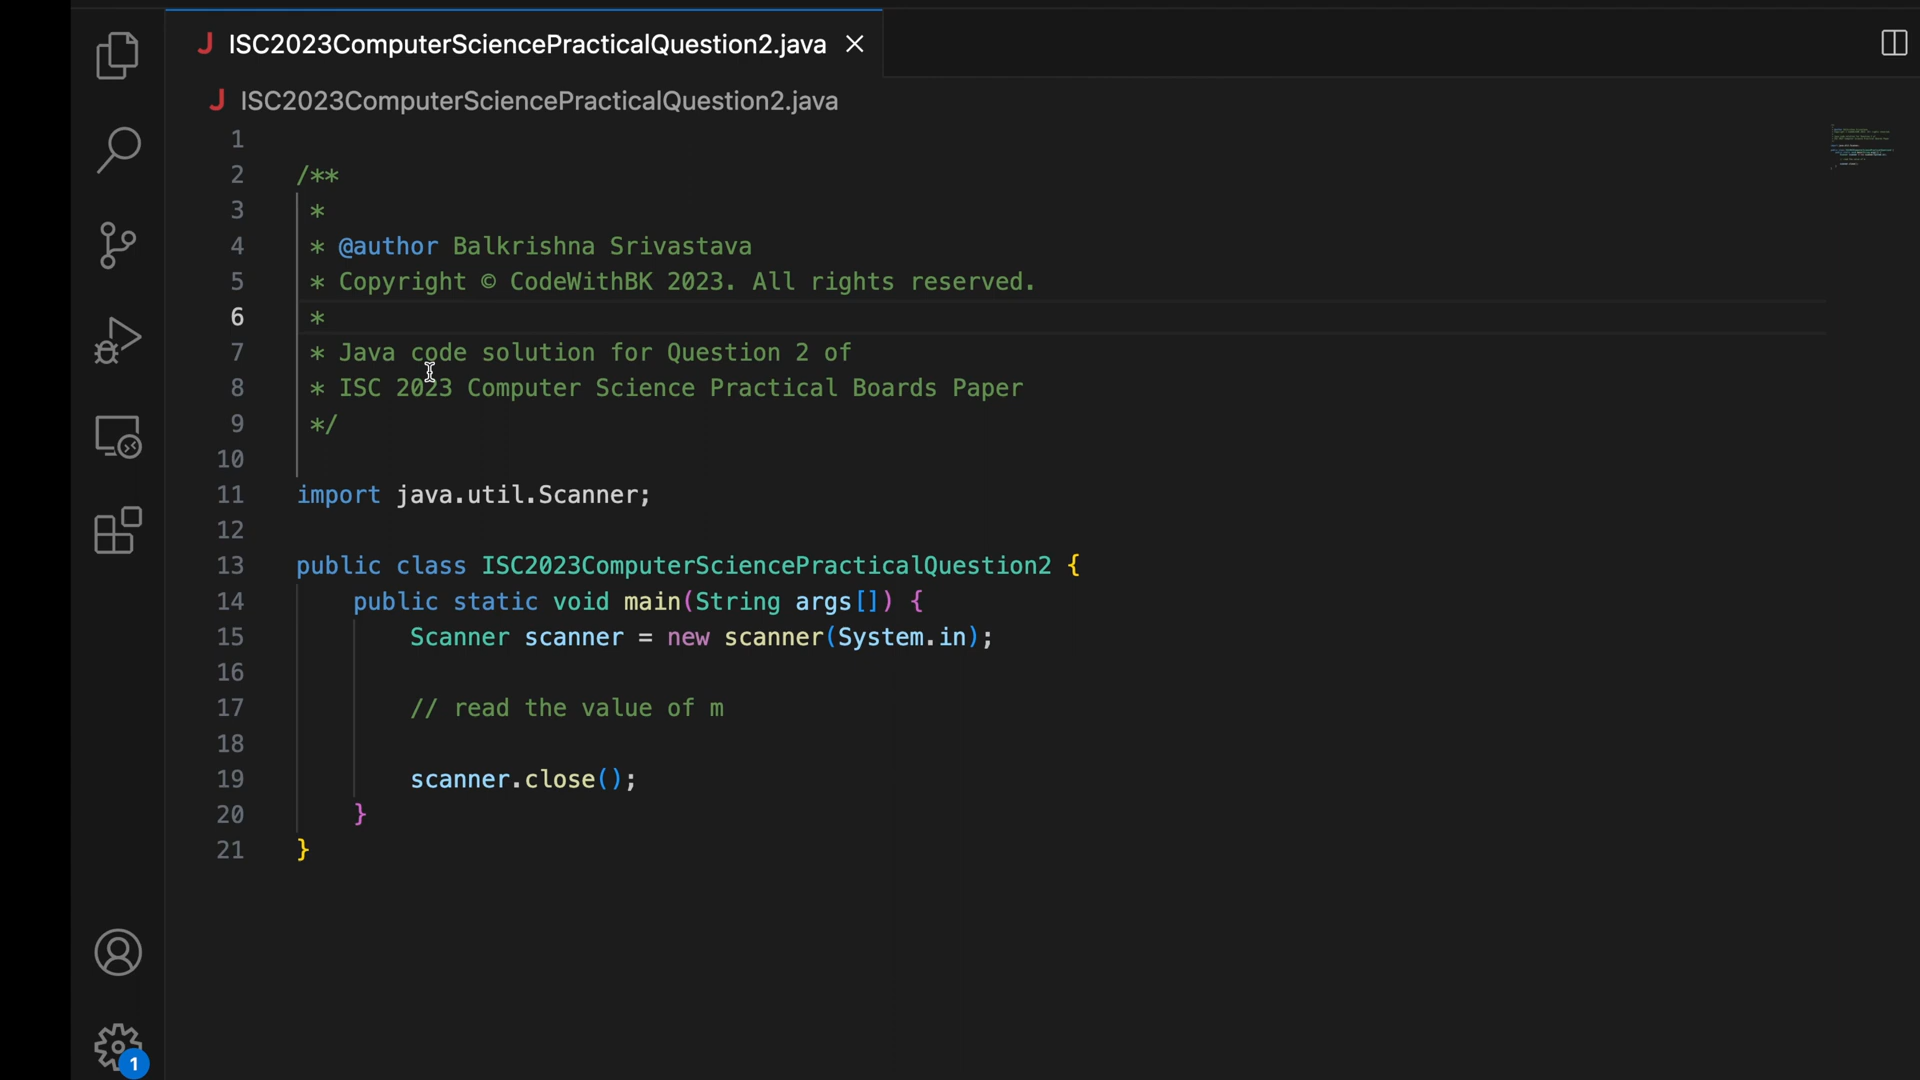 J ISC2023ComputerSciencePracticalQuestion2.java
J ISC2023ComputerSciencePracticalQuestion2.java
1
2 /**
3 *
4 * @author Balkrishna Srivastava
5 * Copyright © CodeWithBK 2023. All rights reserved.
6 *
7 * Java code solution for Question 2 of
8 * ISC 2023 Computer Science Practical Boards Paper
9 */
10
11 import java.util.Scanner;
12
13 public class ISC2023ComputerSciencePracticalQuestion2 {
14 public static void main(String args[]) {
15 Scanner scanner = new scanner(System.in);
16
17 // read the value of m
18
19 scanner.close();
20 }
21 }
1